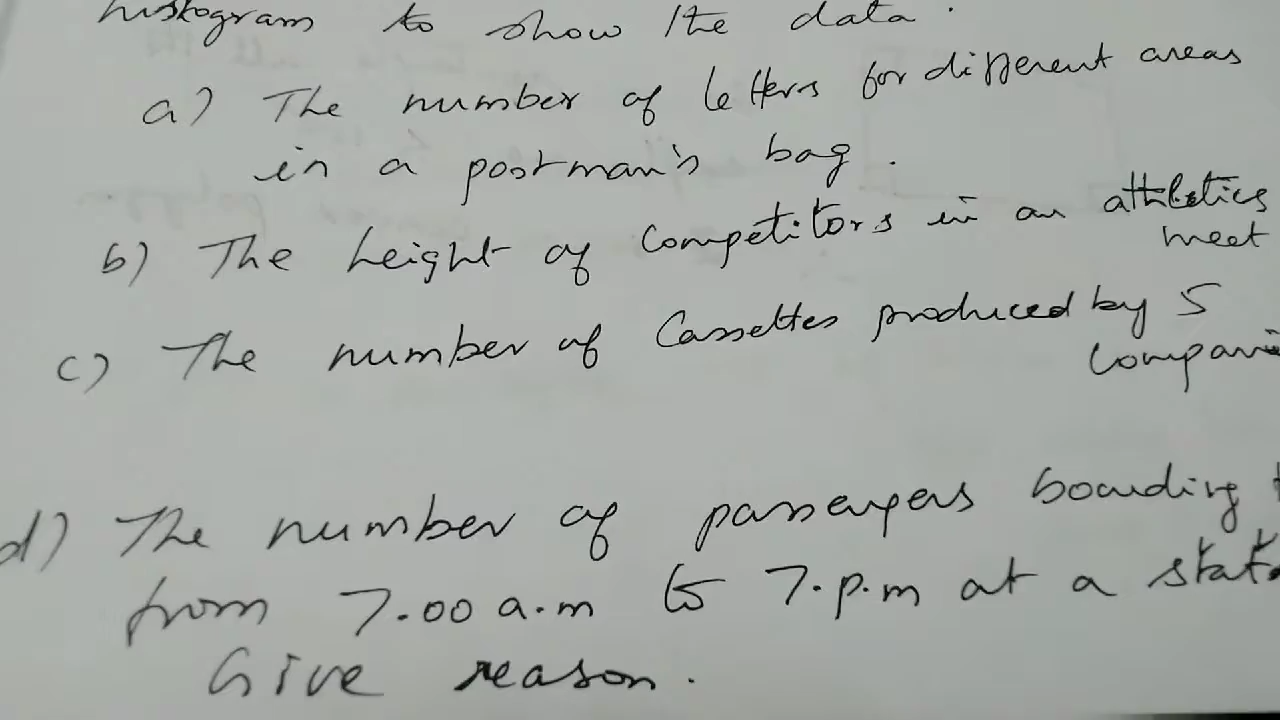 histogram to show the data.
a) The number of letters for different areas
in a postman's bag.
b) The height of competitors in an athletics
meet
c) The number of Cassettes produced by 5
d) The number of passengers boarding
from 7.00 a.m to 7.p.m at a
Give reason.